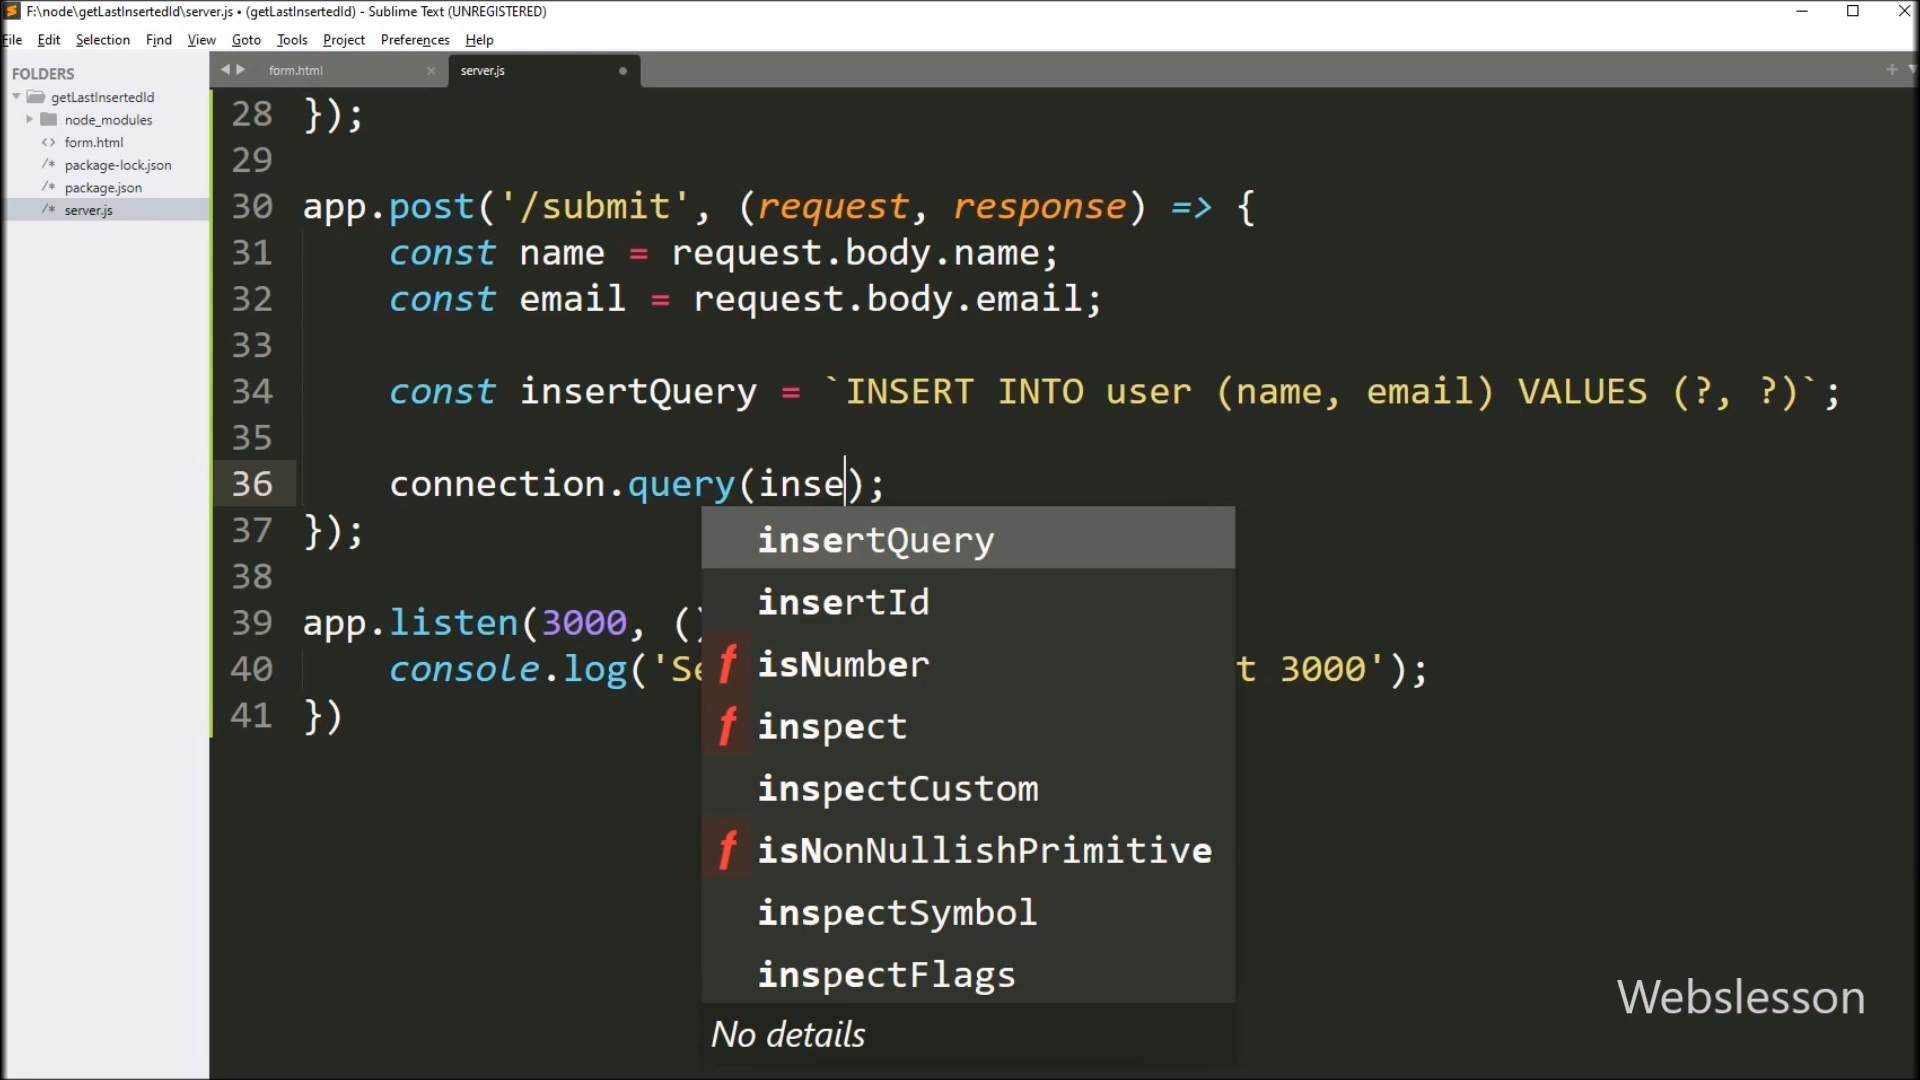 F:\node\getLastInsertedId\server.js • (getLastInsertedId) - Sublime Text (UNREGISTERED)
File Edit Selection Find View Goto Tools Project Preferences Help
FOLDERS
getLastInsertedId
node_modules
form.html
package-lock.json
package.json
server.js
form.html
server.js
28 });
29
30 app.post('/submit', (request, response) => {
31 const name = request.body.name;
32 const email = request.body.email;
33
34 const insertQuery = `INSERT INTO user (name, email) VALUES (?, ?)`;
35
36 connection.query(inse);
37 });
38
39 app.listen(3000, ()
40 console.log('Se t 3000');
41 })
insertQuery
insertId
f isNumber
f inspect
inspectCustom
f isNonNullishPrimitive
inspectSymbol
inspectFlags
No details
Webslesson